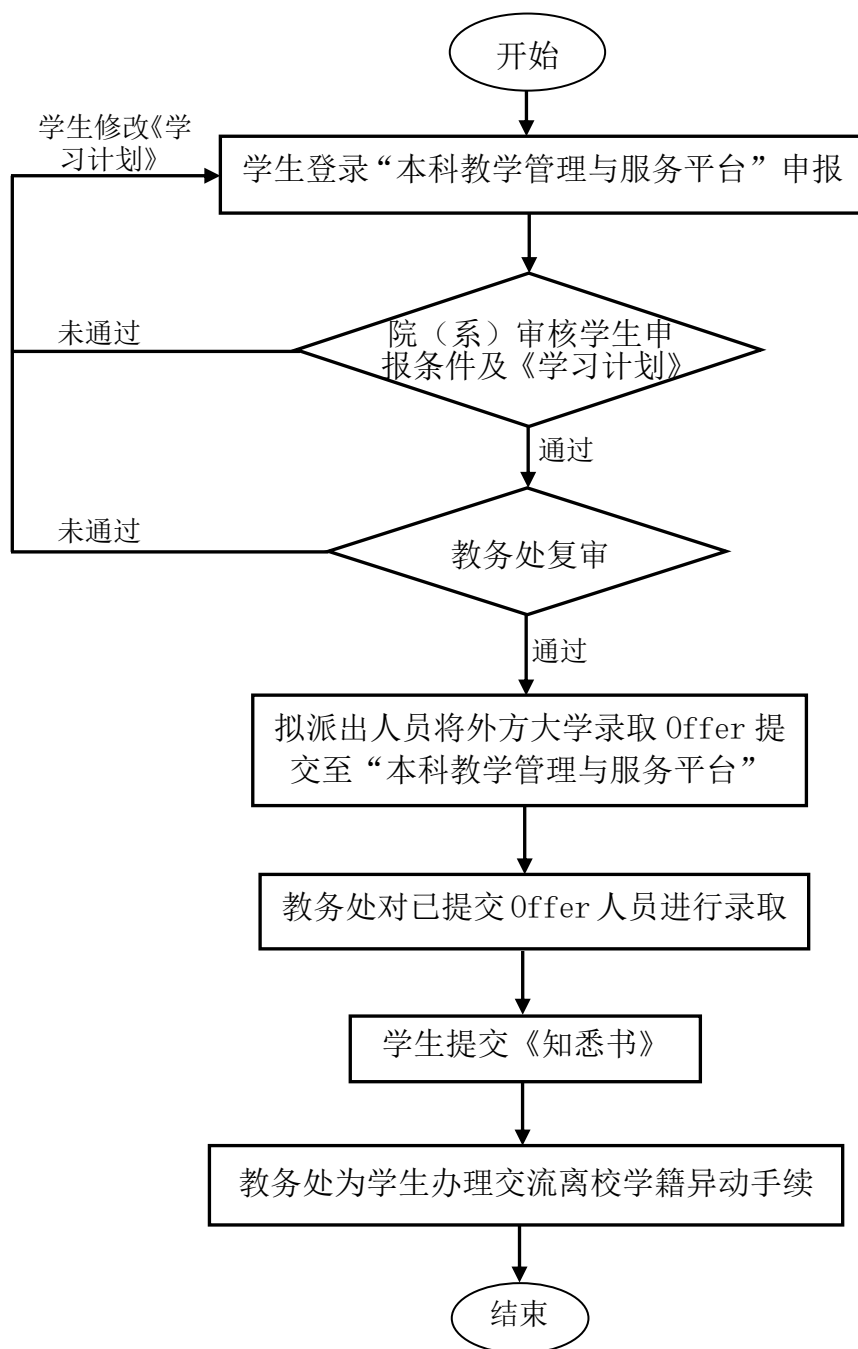 开始
学生修改《学
习计划》
学生登录“本科教学管理与服务平台”申报
院（系）审核学生申
报条件及《学习计划》
未通过
通过
教务处复审
未通过
通过
拟派出人员将外方大学录取 Offer 提
交至“本科教学管理与服务平台”
教务处对已提交 Offer 人员进行录取
学生提交《知悉书》
教务处为学生办理交流离校学籍异动手续
结束